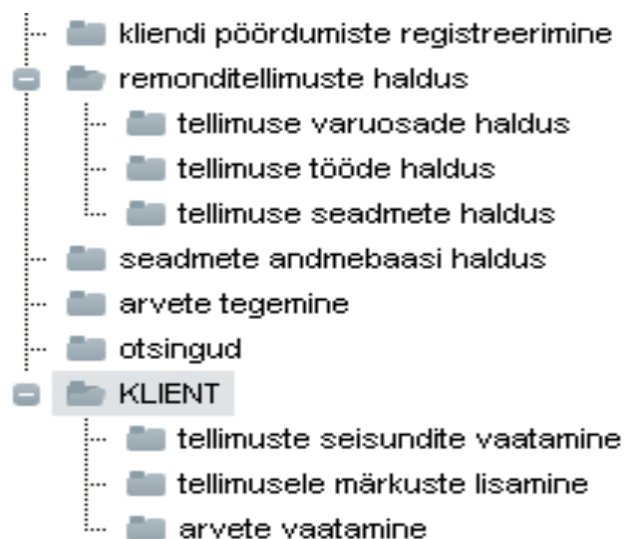 kliendi pöördumiste registreerimine
remonditellimuste haldus
tellimuse varuosade haldus
tellimuse tööde haldus
tellimuse seadmete haldus
seadmete andmebaasi haldus
arvete tegemine
otsingud
KLIENT
tellimuste seisundite vaatamine
tellimusele märkuste lisamine
arvete vaatamine